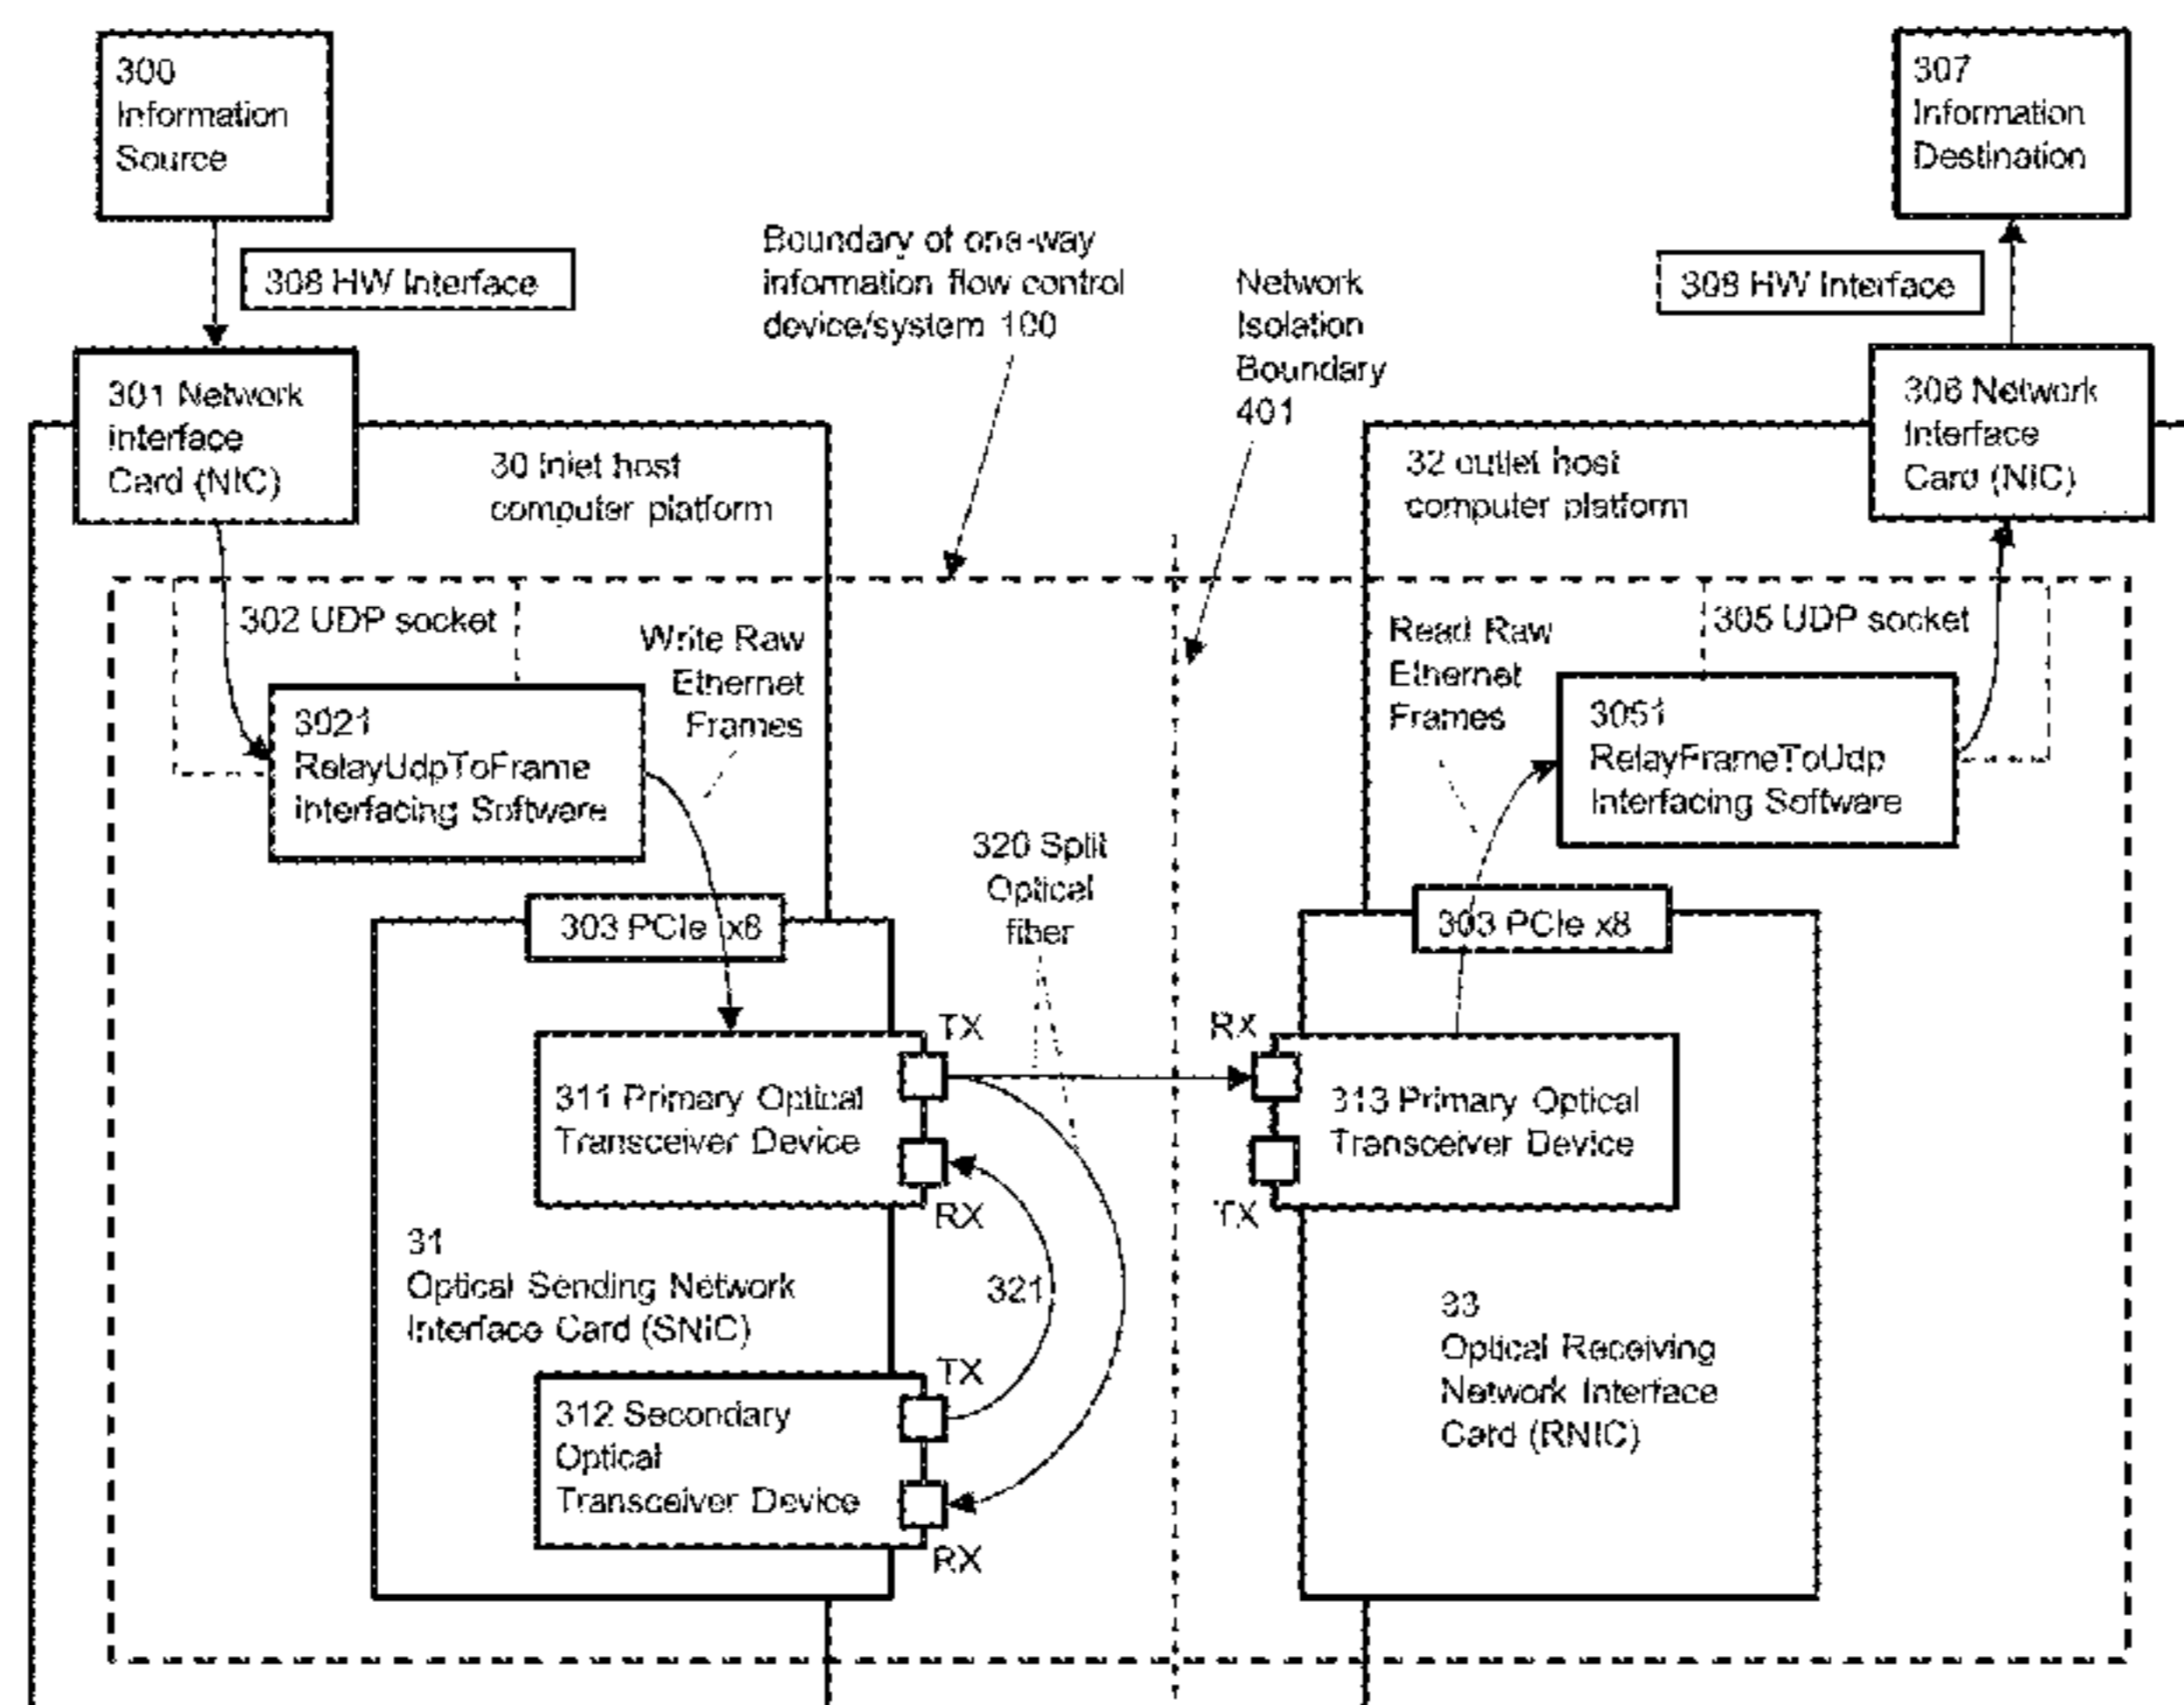 300
Information
Source
307
Information
Destination
308 HW Interface
Boundary of one-way
information flow control
device/system 100
Network
Isolation
Boundary
401
308 HW Interface
301 Network
interface
Card (NIC)
30 Inlet host
computer platform
32 outlet host
computer platform
306 Network
Interface
Card (NIC)
302 UDP socket
Write Raw
Ethernet
Frames
Read Raw
Ethernet
Frames
305 UDP socket
3021
RelayUdpToFrame
Interfacing Software
3051
RelayFrameToUdp
Interfacing Software
320 Split
Optical
fiber
303 PCIe x8
303 PCIe x8
TX
RX
311 Primary Optical
Transceiver Device
313 Primary Optical
Transceiver Device
RX
TX
31
Optical Sending Network
Interface Card (SNIC)
321
33
Optical Receiving
Network Interface
Card (RNIC)
TX
312 Secondary
Optical
Transceiver Device
RX